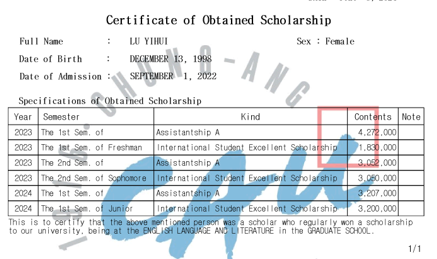 Certificate of Obtained Scholarship
Full Name : LU YIHUI Sex : Female
Date of Birth : DECEMBER 13, 1998
Date of Admission : SEPTEMBER 1, 2022
Specifications of Obtained Scholarship
Year Semester Kind Contents Note
2023 The 1st Sem. of Assistantship A 4,272,000
2023 The 1st Sem. of Freshman International Student Excellent Scholarship 1,830,000
2023 The 2nd Sem. of Assistantship A 3,052,000
2023 The 2nd Sem. of Sophomore International Student Excellent Scholarship 3,050,000
2024 The 1st Sem. of Assistantship A 3,207,000
2024 The 1st Sem. of Junior International Student Excellent Scholarship 3,200,000
This is to certify that the above mentioned person was a scholar who regularly won a scholarship
to our university, being at the ENGLISH LANGUAGE AND LITERATURE in the GRADUATE SCHOOL.
1/1
CHUNG-ANG
cau